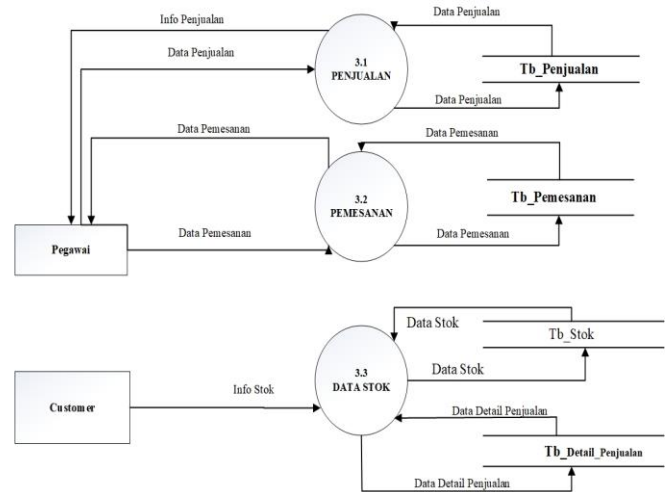 Info Penjualan
Data Penjualan
Data Penjualan
3.1
PENJUALAN
Tb_Penjualan
Data Penjualan
Data Pemesanan
Data Pemesanan
3.2
PEMESANAN
Tb_Pemesanan
Pegawai
Data Pemesanan
Data Pemesanan
Data Stok
Tb_Stok
3.3
DATA STOK
Data Stok
Customer
Info Stok
Data Detail Penjualan
Tb_Detail_Penjualan
Data Detail Penjualan